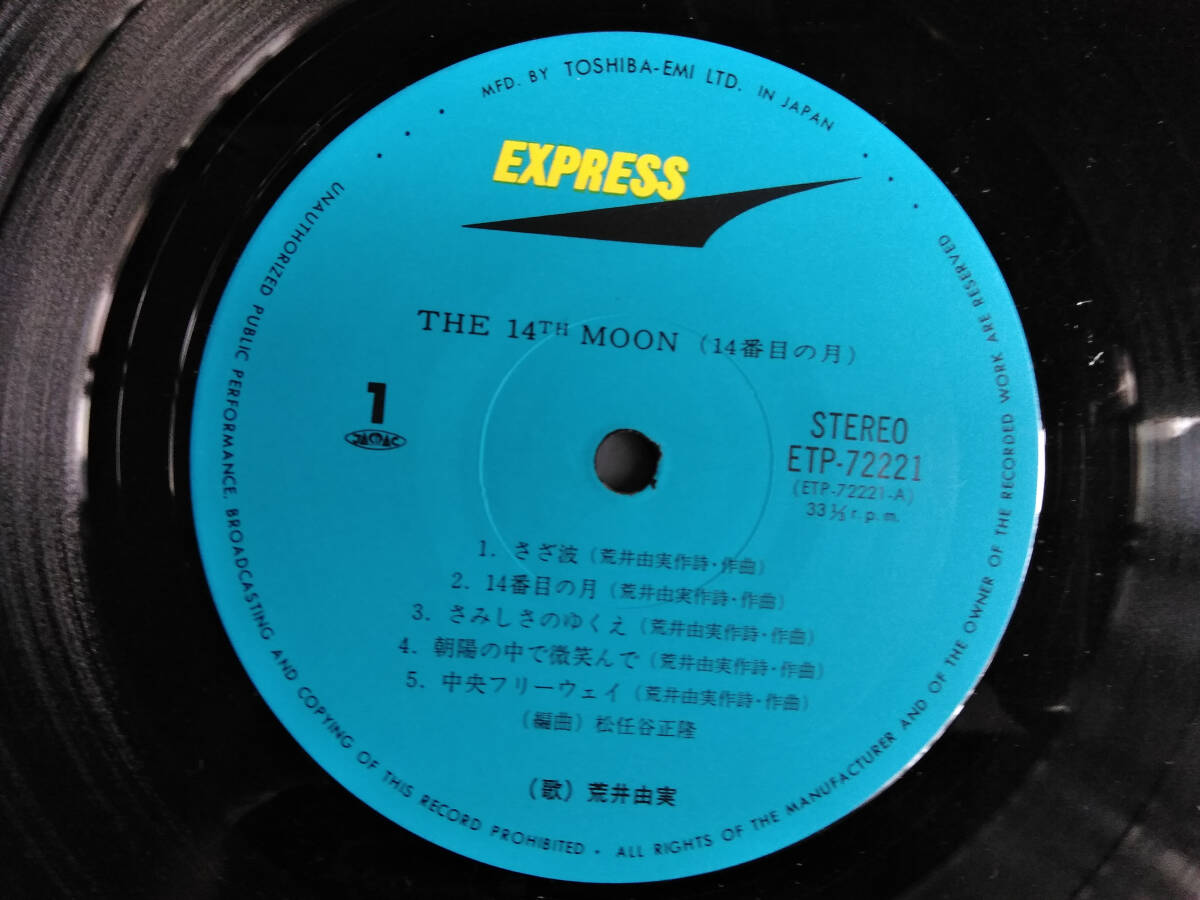 MFD. BY TOSHIBA-EMI LTD. IN JAPAN
EXPRESS
THE 14TH MOON (14番目の月)
1
JASRAC
STEREO
ETP-72221
(ETP-72221-A)
33 1/3 r.p.m.
1. さざ波 (荒井由実作詩・作曲)
2. 14番目の月 (荒井由実作詩・作曲)
3. さみしさのゆくえ (荒井由実作詩・作曲)
4. 朝陽の中で微笑んで (荒井由実作詩・作曲)
5. 中央フリーウェイ (荒井由実作詩・作曲)
(編曲) 松任谷正隆
(歌) 荒井由実
UNAUTHORIZED PUBLIC PERFORMANCE, BROADCASTING AND COPYING OF THIS RECORD PROHIBITED • ALL RIGHTS OF THE MANUFACTURER AND OF THE OWNER OF THE RECORDED WORK ARE RESERVED